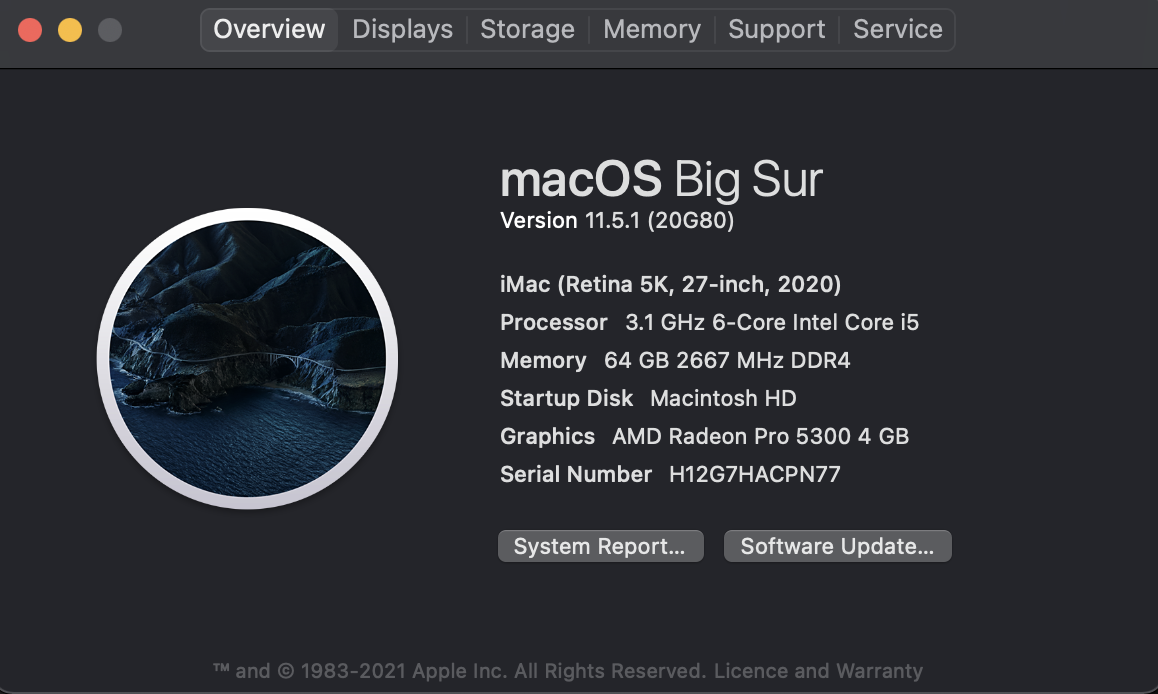 Overview Displays Storage Memory Support Service
macOS Big Sur
Version 11.5.1 (20G80)
iMac (Retina 5K, 27-inch, 2020)
Processor 3.1 GHz 6-Core Intel Core i5
Memory 64 GB 2667 MHz DDR4
Startup Disk Macintosh HD
Graphics AMD Radeon Pro 5300 4 GB
Serial Number H12G7HACPN77
System Report... Software Update...
™ and © 1983-2021 Apple Inc. All Rights Reserved. Licence and Warranty